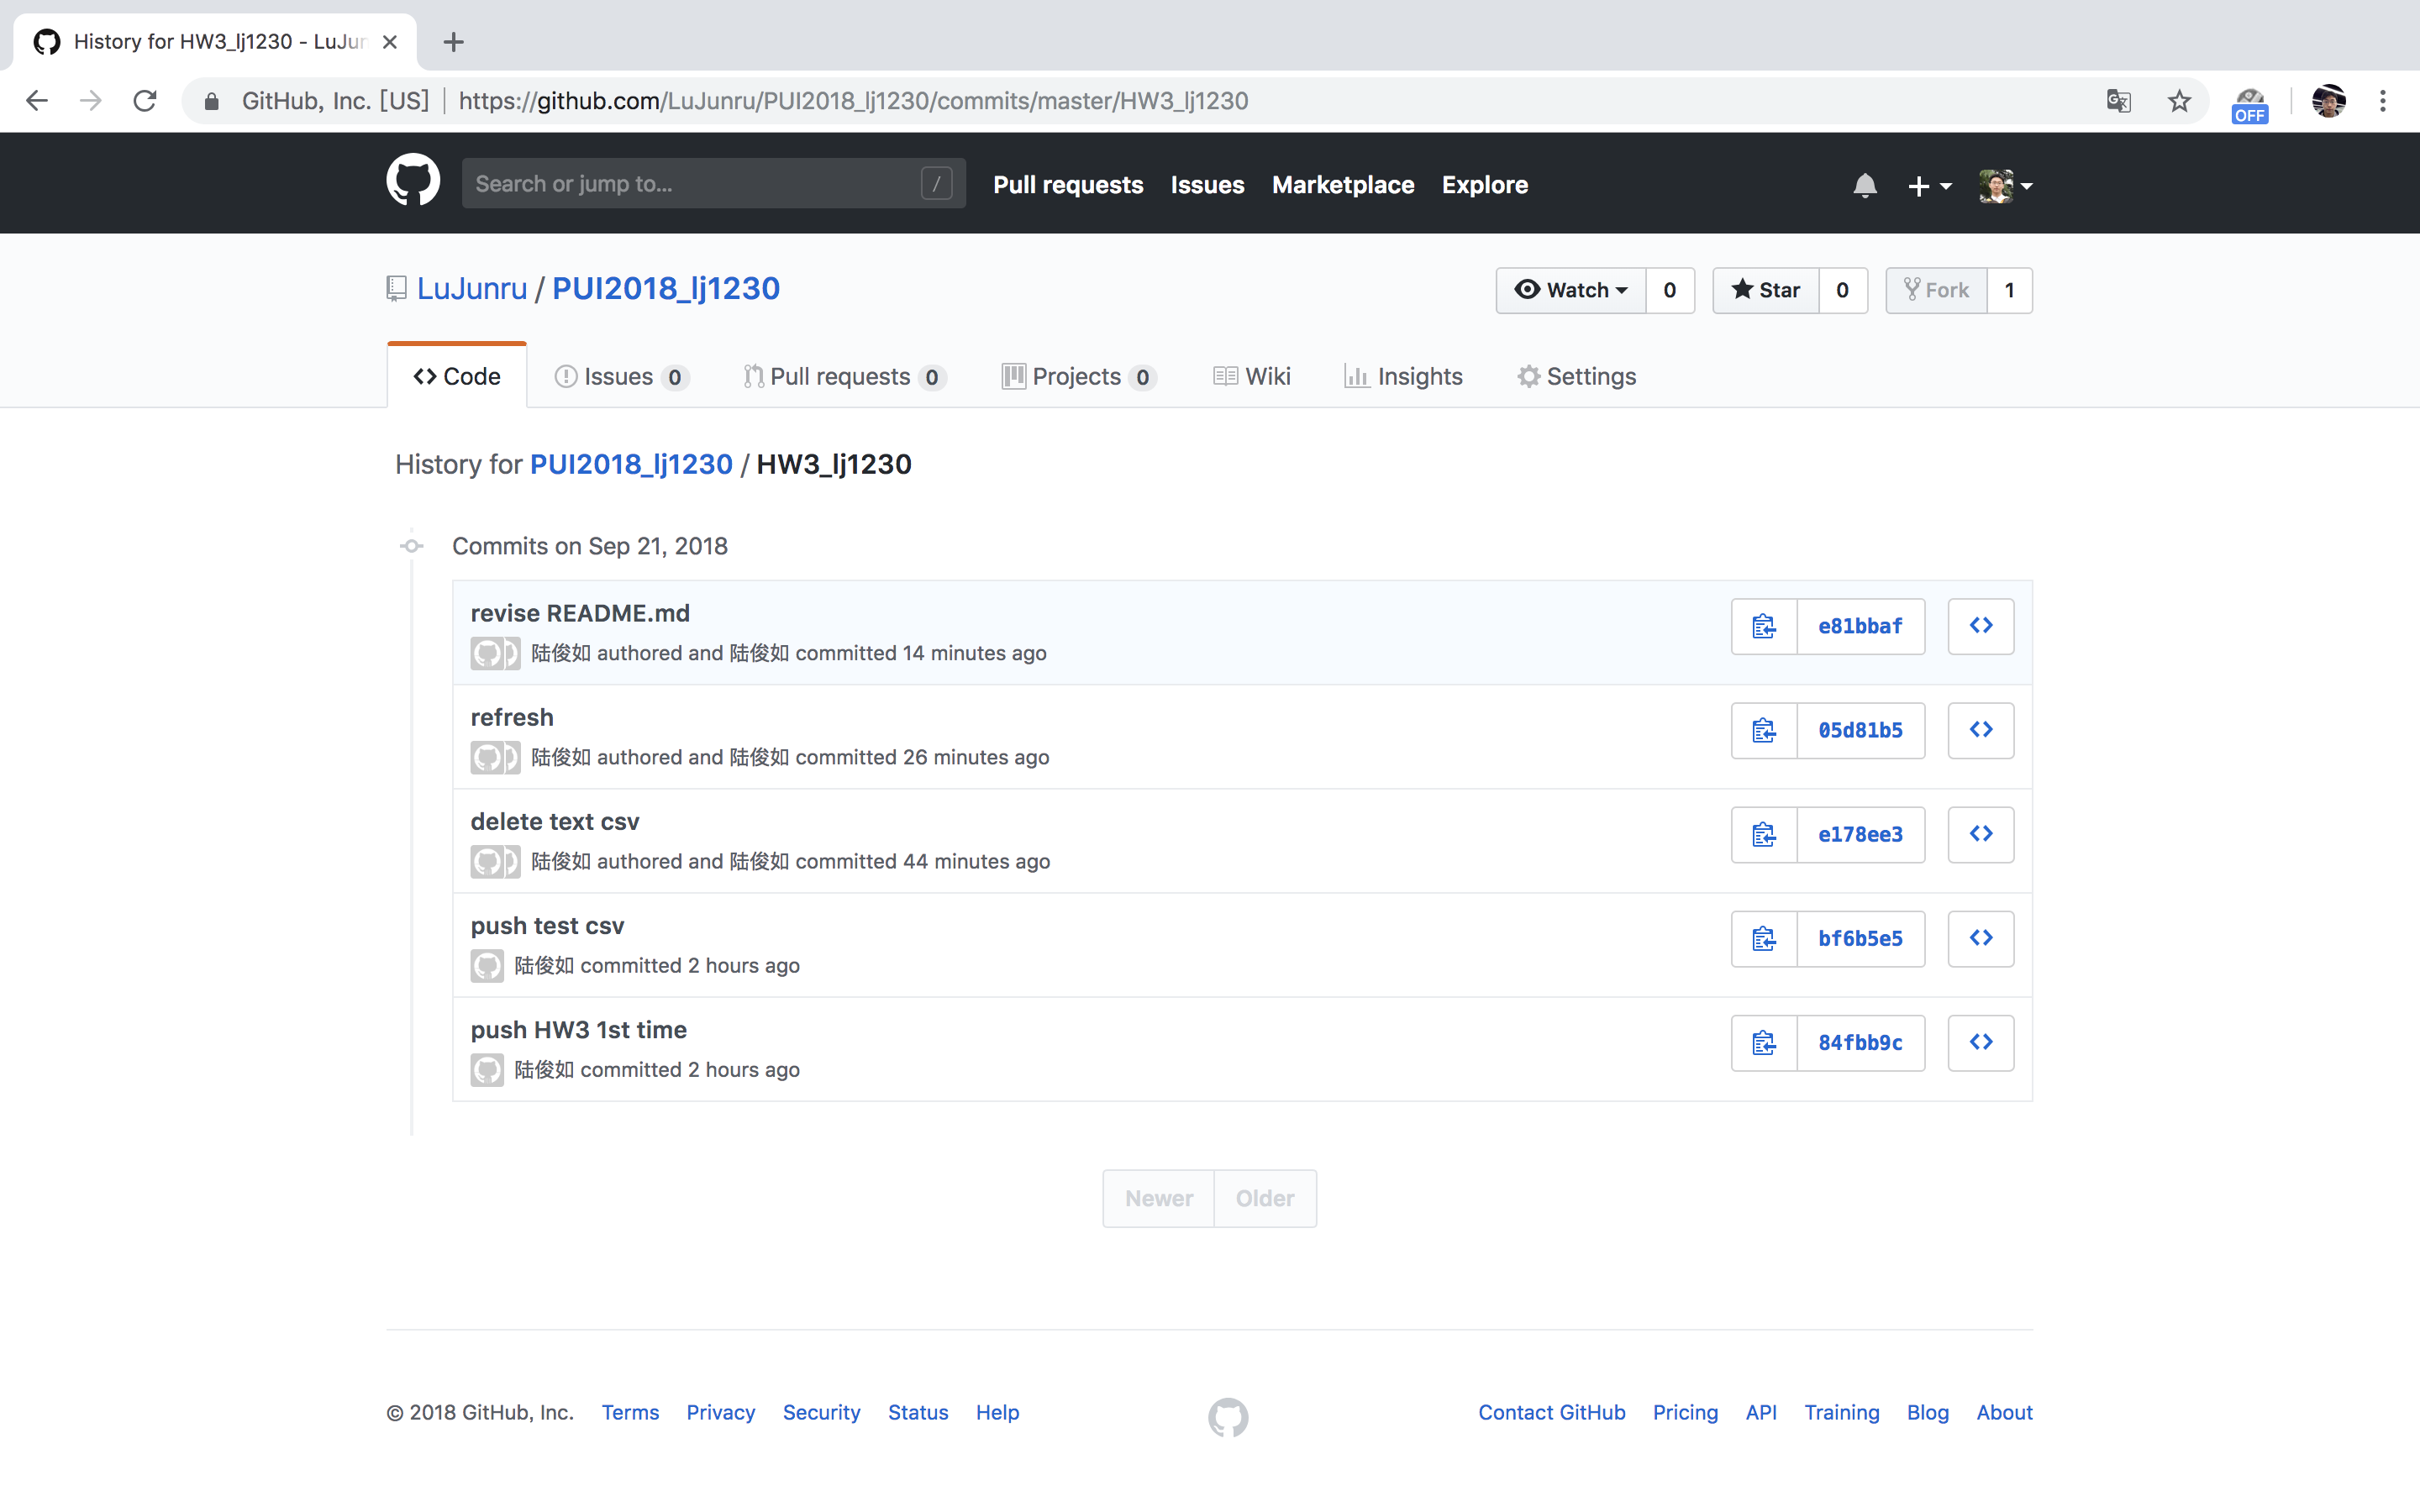 History for HW3_lj1230 - LuJun
GitHub, Inc. [US] https://github.com/LuJunru/PUI2018_lj1230/commits/master/HW3_lj1230
OFF
Search or jump to... /
Pull requests Issues Marketplace Explore
LuJunru / PUI2018_lj1230
Watch 0 Star 0 Fork 1
Code Issues 0 Pull requests 0 Projects 0 Wiki Insights Settings
History for PUI2018_lj1230 / HW3_lj1230
Commits on Sep 21, 2018
revise README.md
陆俊如 authored and 陆俊如 committed 14 minutes ago
e81bbaf
refresh
陆俊如 authored and 陆俊如 committed 26 minutes ago
05d81b5
delete text csv
陆俊如 authored and 陆俊如 committed 44 minutes ago
e178ee3
push test csv
陆俊如 committed 2 hours ago
bf6b5e5
push HW3 1st time
陆俊如 committed 2 hours ago
84fbb9c
Newer Older
© 2018 GitHub, Inc. Terms Privacy Security Status Help
Contact GitHub Pricing API Training Blog About